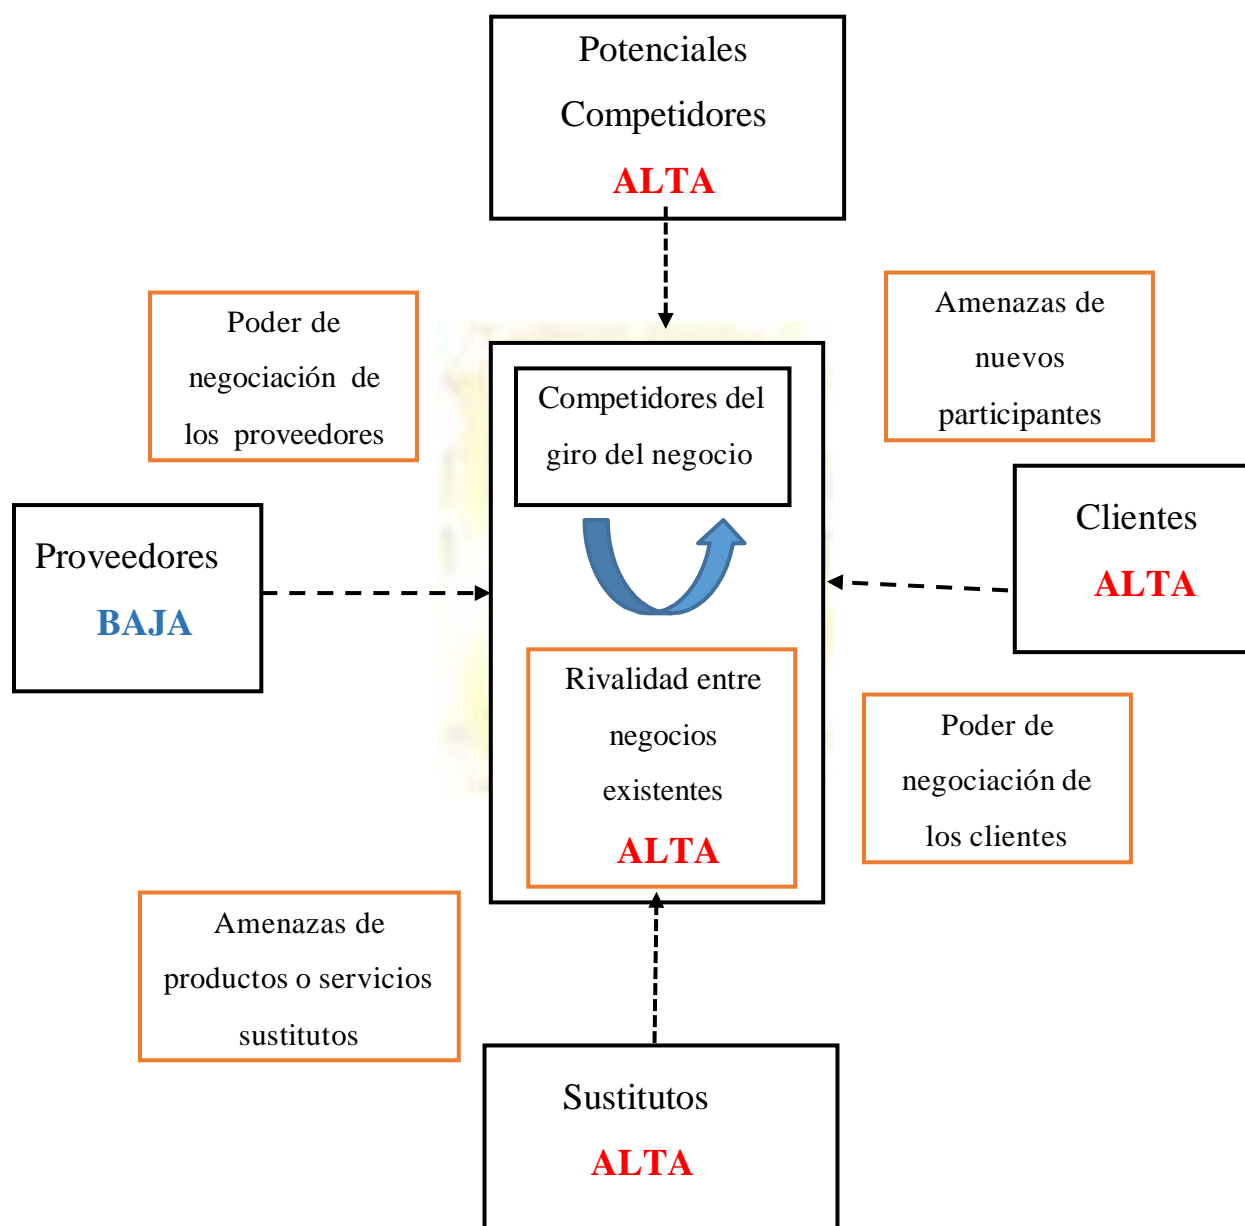 Potenciales
Competidores
ALTA
Poder de
negociación de
los proveedores
Amenazas de
nuevos
participantes
Competidores del
giro del negocio
Proveedores
BAJA
Clientes
ALTA
Rivalidad entre
negocios
existentes
ALTA
Poder de
negociación de
los clientes
Amenazas de
productos o servicios
sustitutos
Sustitutos
ALTA